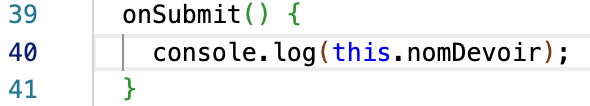 39 onSubmit() {
40 console.log(this.nomDevoir);
41 }